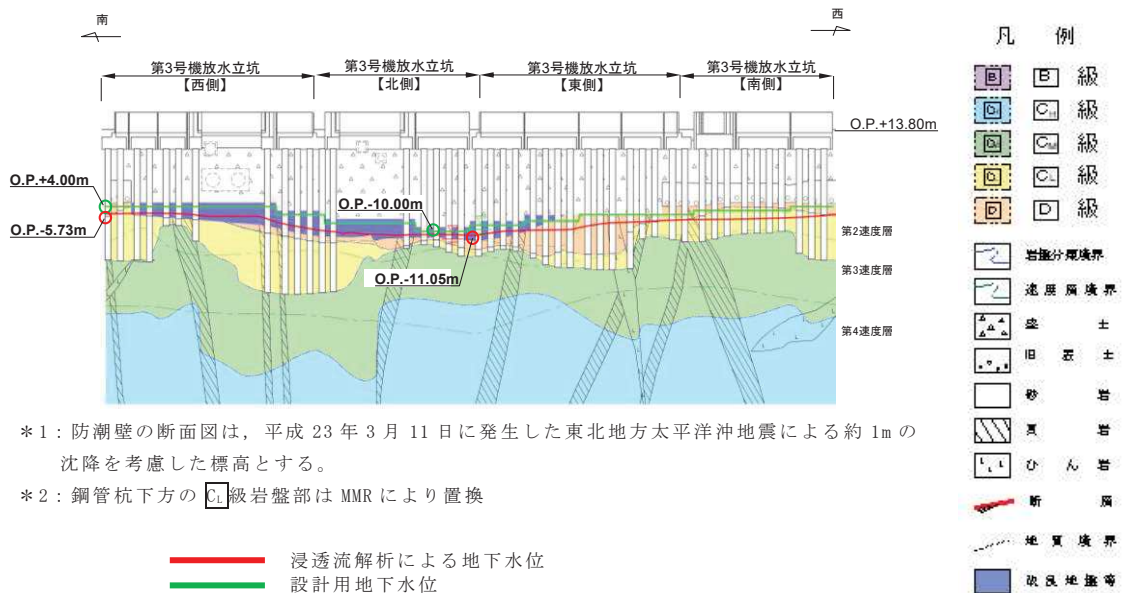 南
西
第3号機放水立坑
【西側】
第3号機放水立坑
【北側】
第3号機放水立坑
【東側】
第3号機放水立坑
【南側】
O.P.+13.80m
O.P.+4.00m
O.P.-5.73m
O.P.-10.00m
O.P.-11.05m
第2速度層
第3速度層
第4速度層
*1：防潮壁の断面図は，平成 23 年 3 月 11 日に発生した東北地方太平洋沖地震による約 1m の
沈降を考慮した標高とする。
*2：鋼管杭下方の CL級岩盤部は MMR により置換
浸透流解析による地下水位
設計用地下水位
凡 例
B B 級
CH CH 級
CM CM 級
CL CL 級
D D 級
岩盤分類境界
速度層境界
盛 土
旧 表 土
砂 岩
頁 岩
ひ ん 岩
断 層
地 質 境 界
改 良 地 盤 等